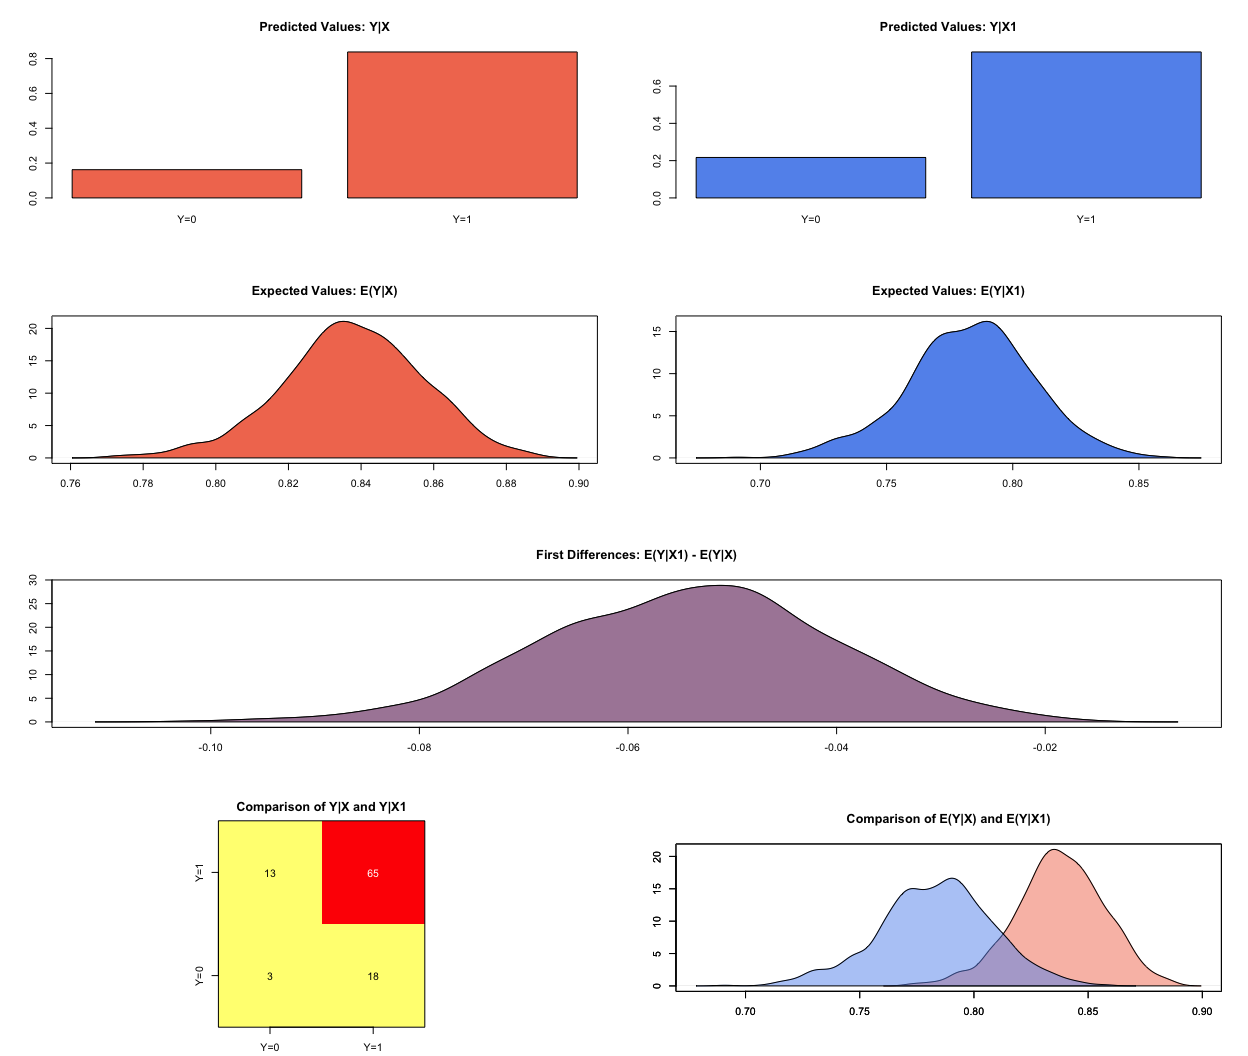 Predicted Values: Y|X
0.0 0.2 0.4 0.6 0.8
Y=0 Y=1
Predicted Values: Y|X1
0.0 0.2 0.4 0.6
Y=0 Y=1
Expected Values: E(Y|X)
0 5 10 15 20
0.76 0.78 0.80 0.82 0.84 0.86 0.88 0.90
Expected Values: E(Y|X1)
0 5 10 15
0.70 0.75 0.80 0.85
First Differences: E(Y|X1) - E(Y|X)
0 5 10 15 20 25 30
-0.10 -0.08 -0.06 -0.04 -0.02
Comparison of Y|X and Y|X1
Y=1
13 65
Y=0
3 18
Y=0 Y=1
Comparison of E(Y|X) and E(Y|X1)
0 5 10 15 20
0.70 0.75 0.80 0.85 0.90